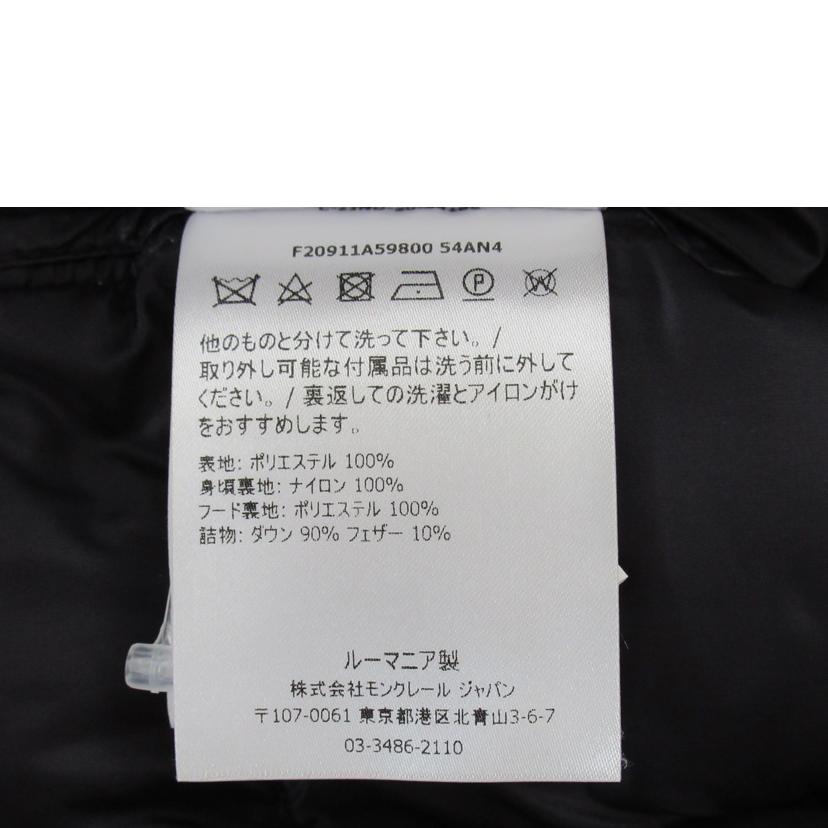 F20911A59800 54AN4
P
W
他のものと分けて洗って下さい。/
取り外し可能な付属品は洗う前に外して
ください。/ 裏返しての洗濯とアイロンがけ
をおすすめします。
表地: ポリエステル 100%
身頃裏地: ナイロン 100%
フード裏地: ポリエステル 100%
詰物: ダウン 90% フェザー 10%
ルーマニア製
株式会社モンクレール ジャパン
〒107-0061 東京都港区北青山3-6-7
03-3486-2110